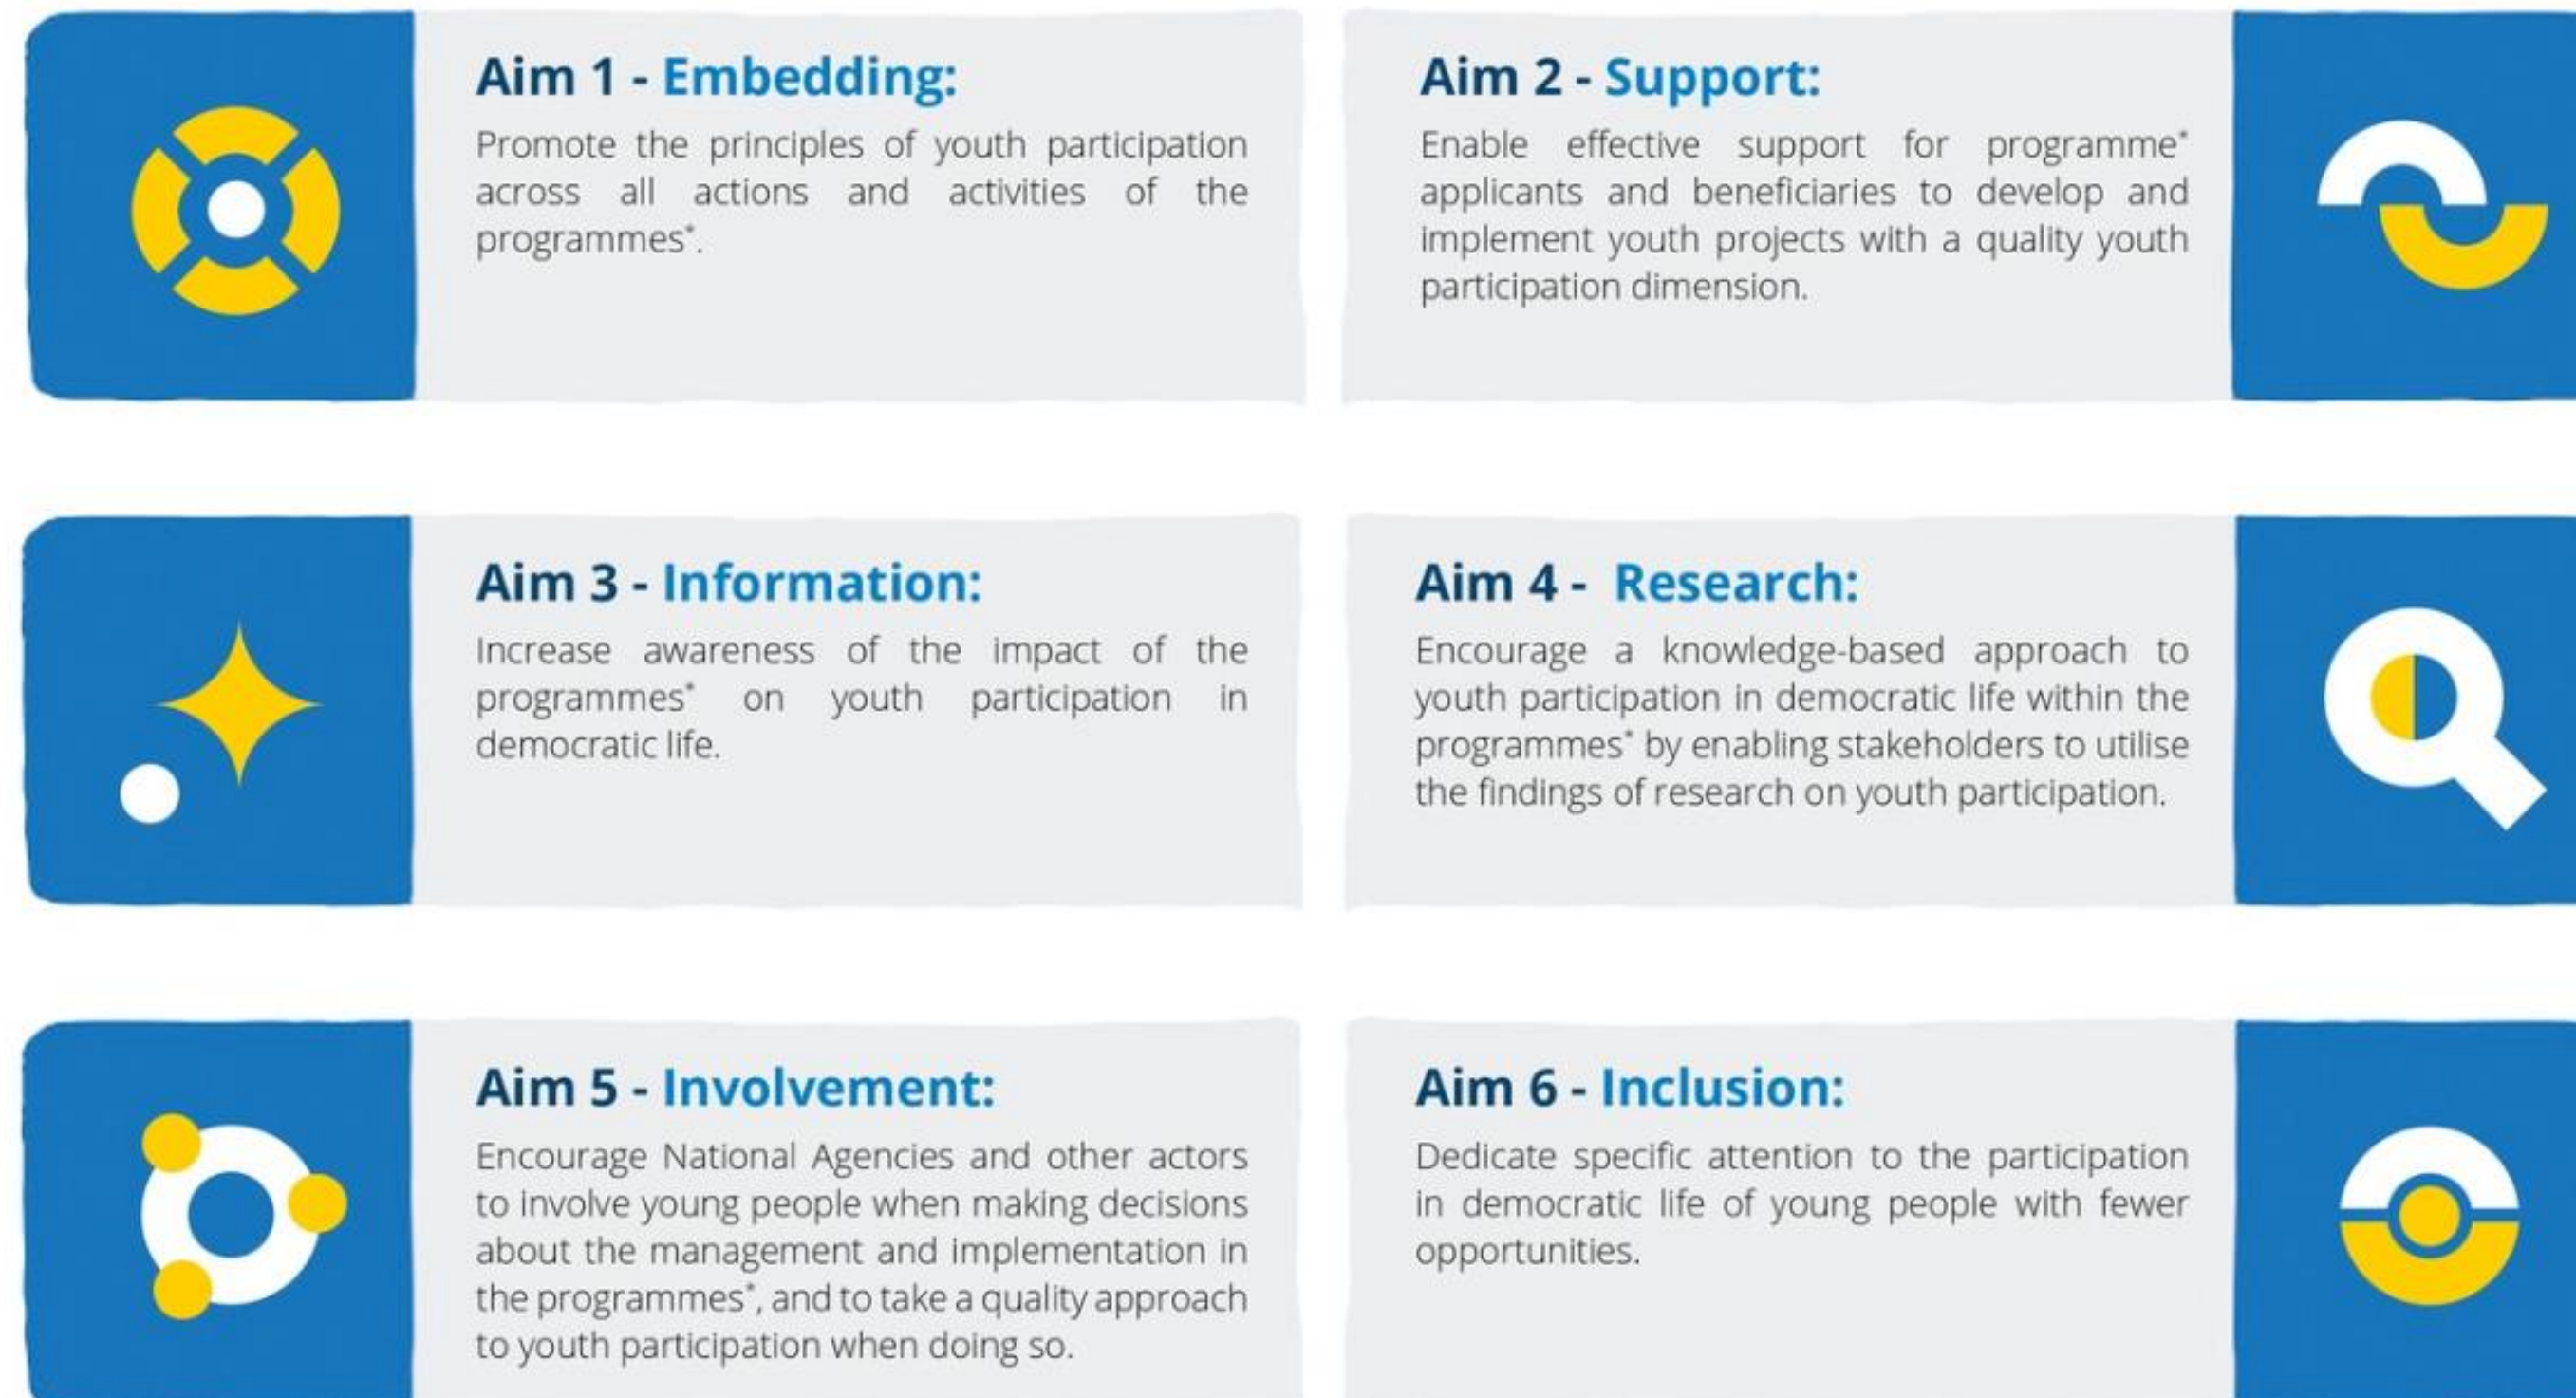 Aim 1 - Embedding:
Promote the principles of youth participation
across all actions and activities of the
programmes*.
Aim 2 - Support:
Enable effective support for programme*
applicants and beneficiaries to develop and
implement youth projects with a quality youth
participation dimension.
Aim 3 - Information:
Increase awareness of the impact of the
programmes* on youth participation in
democratic life.
Aim 4 - Research:
Encourage a knowledge-based approach to
youth participation in democratic life within the
programmes* by enabling stakeholders to utilise
the findings of research on youth participation.
Aim 5 - Involvement:
Encourage National Agencies and other actors
to involve young people when making decisions
about the management and implementation in
the programmes*, and to take a quality approach
to youth participation when doing so.
Aim 6 - Inclusion:
Dedicate specific attention to the participation
in democratic life of young people with fewer
opportunities.